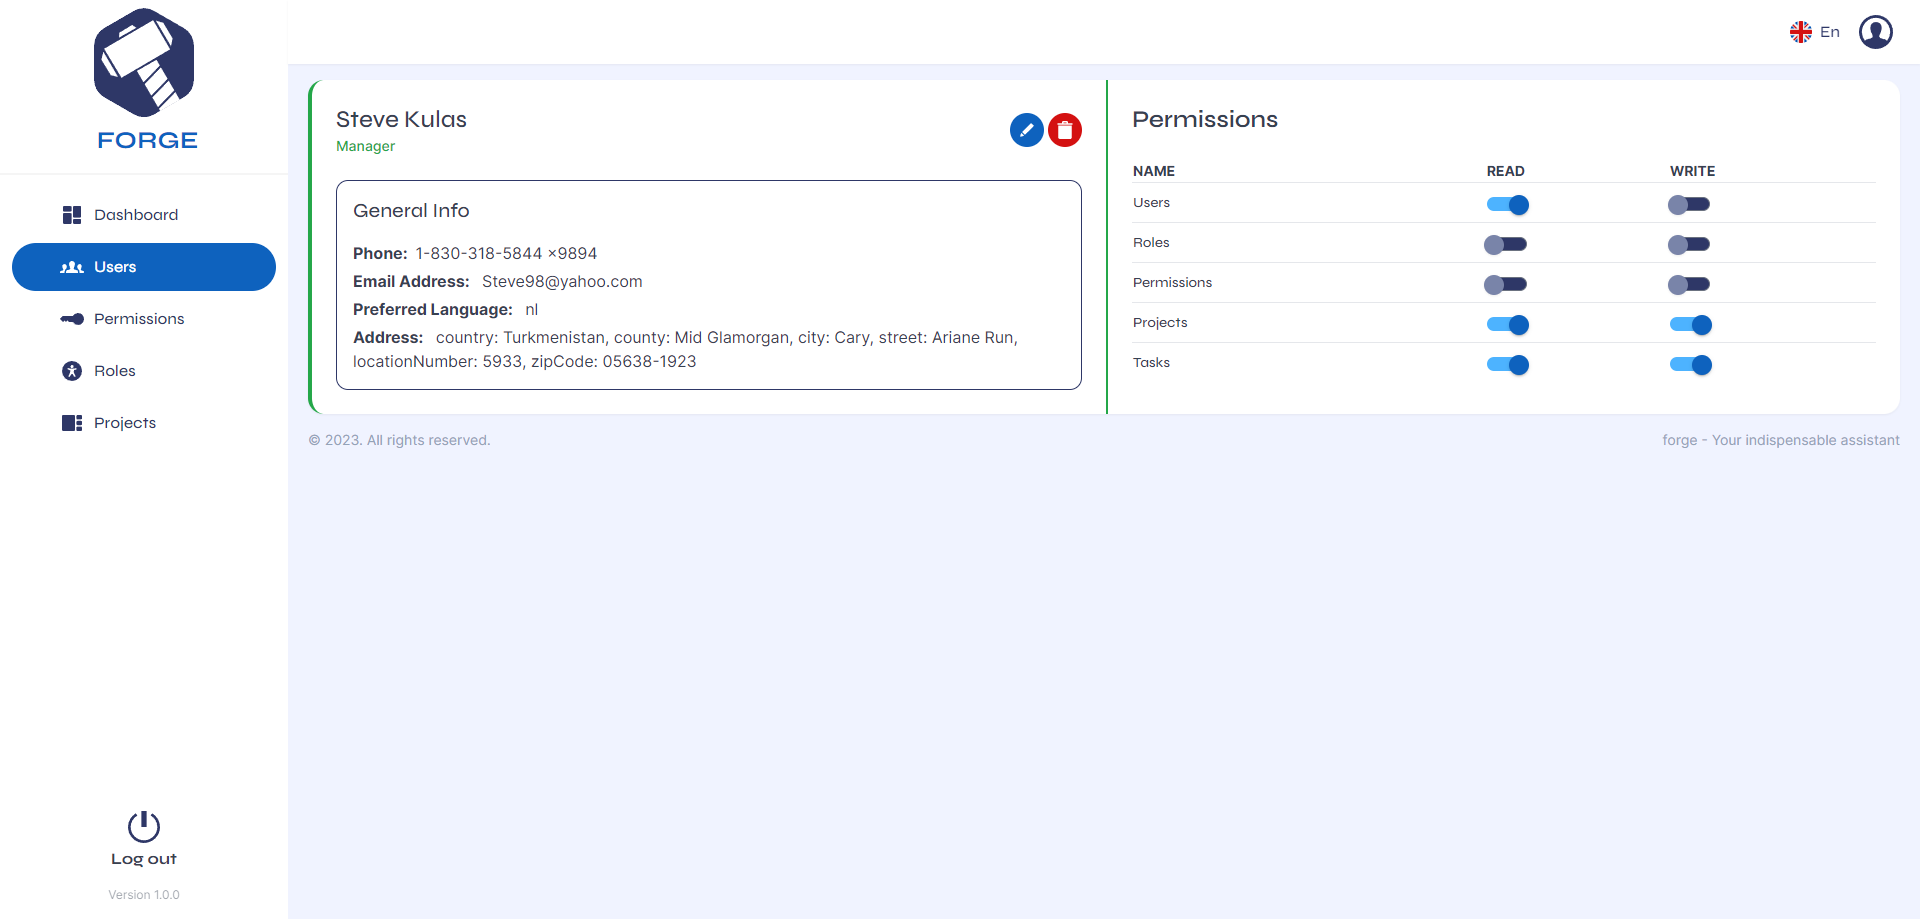 FORGE
Dashboard
Users
Permissions
Roles
Projects
Log out
Version 1.0.0
En
Steve Kulas
Manager
General Info
Phone: 1-830-318-5844 x9894
Email Address: Steve98@yahoo.com
Preferred Language: nl
Address: country: Turkmenistan, county: Mid Glamorgan, city: Cary, street: Ariane Run,
locationNumber: 5933, zipCode: 05638-1923
Permissions
NAME READ WRITE
Users
Roles
Permissions
Projects
Tasks
© 2023. All rights reserved.
forge - Your indispensable assistant